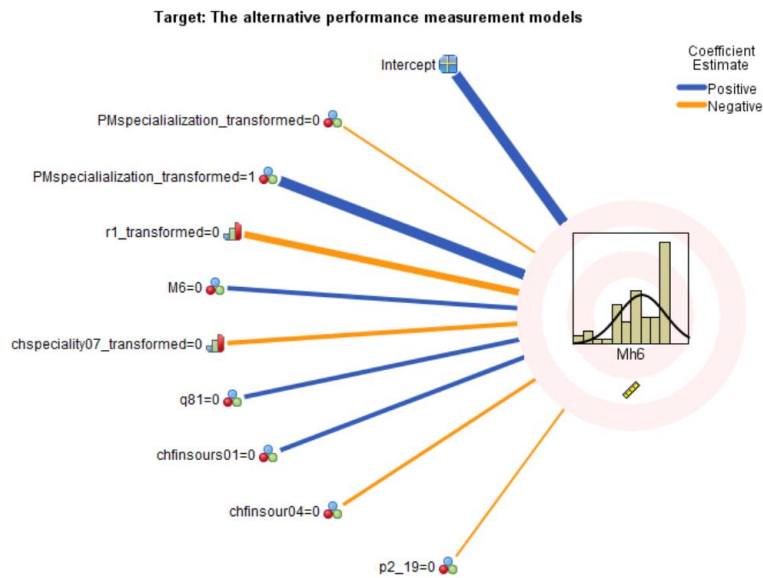 Target: The alternative performance measurement models
Coefficient
Estimate
Positive
Negative
Intercept
PMspecialialization_transformed=0
PMspecialialization_transformed=1
r1_transformed=0
M6=0
chspeciality07_transformed=0
q81=0
chfinsours01=0
chfinsour04=0
p2_19=0
Mh6